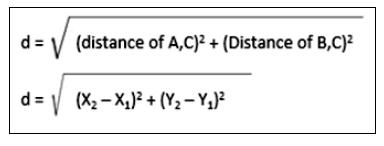 d = √ (distance of A,C)² + (Distance of B,C)²
d = √ (X₂ – X₁)² + (Y₂ – Y₁)²